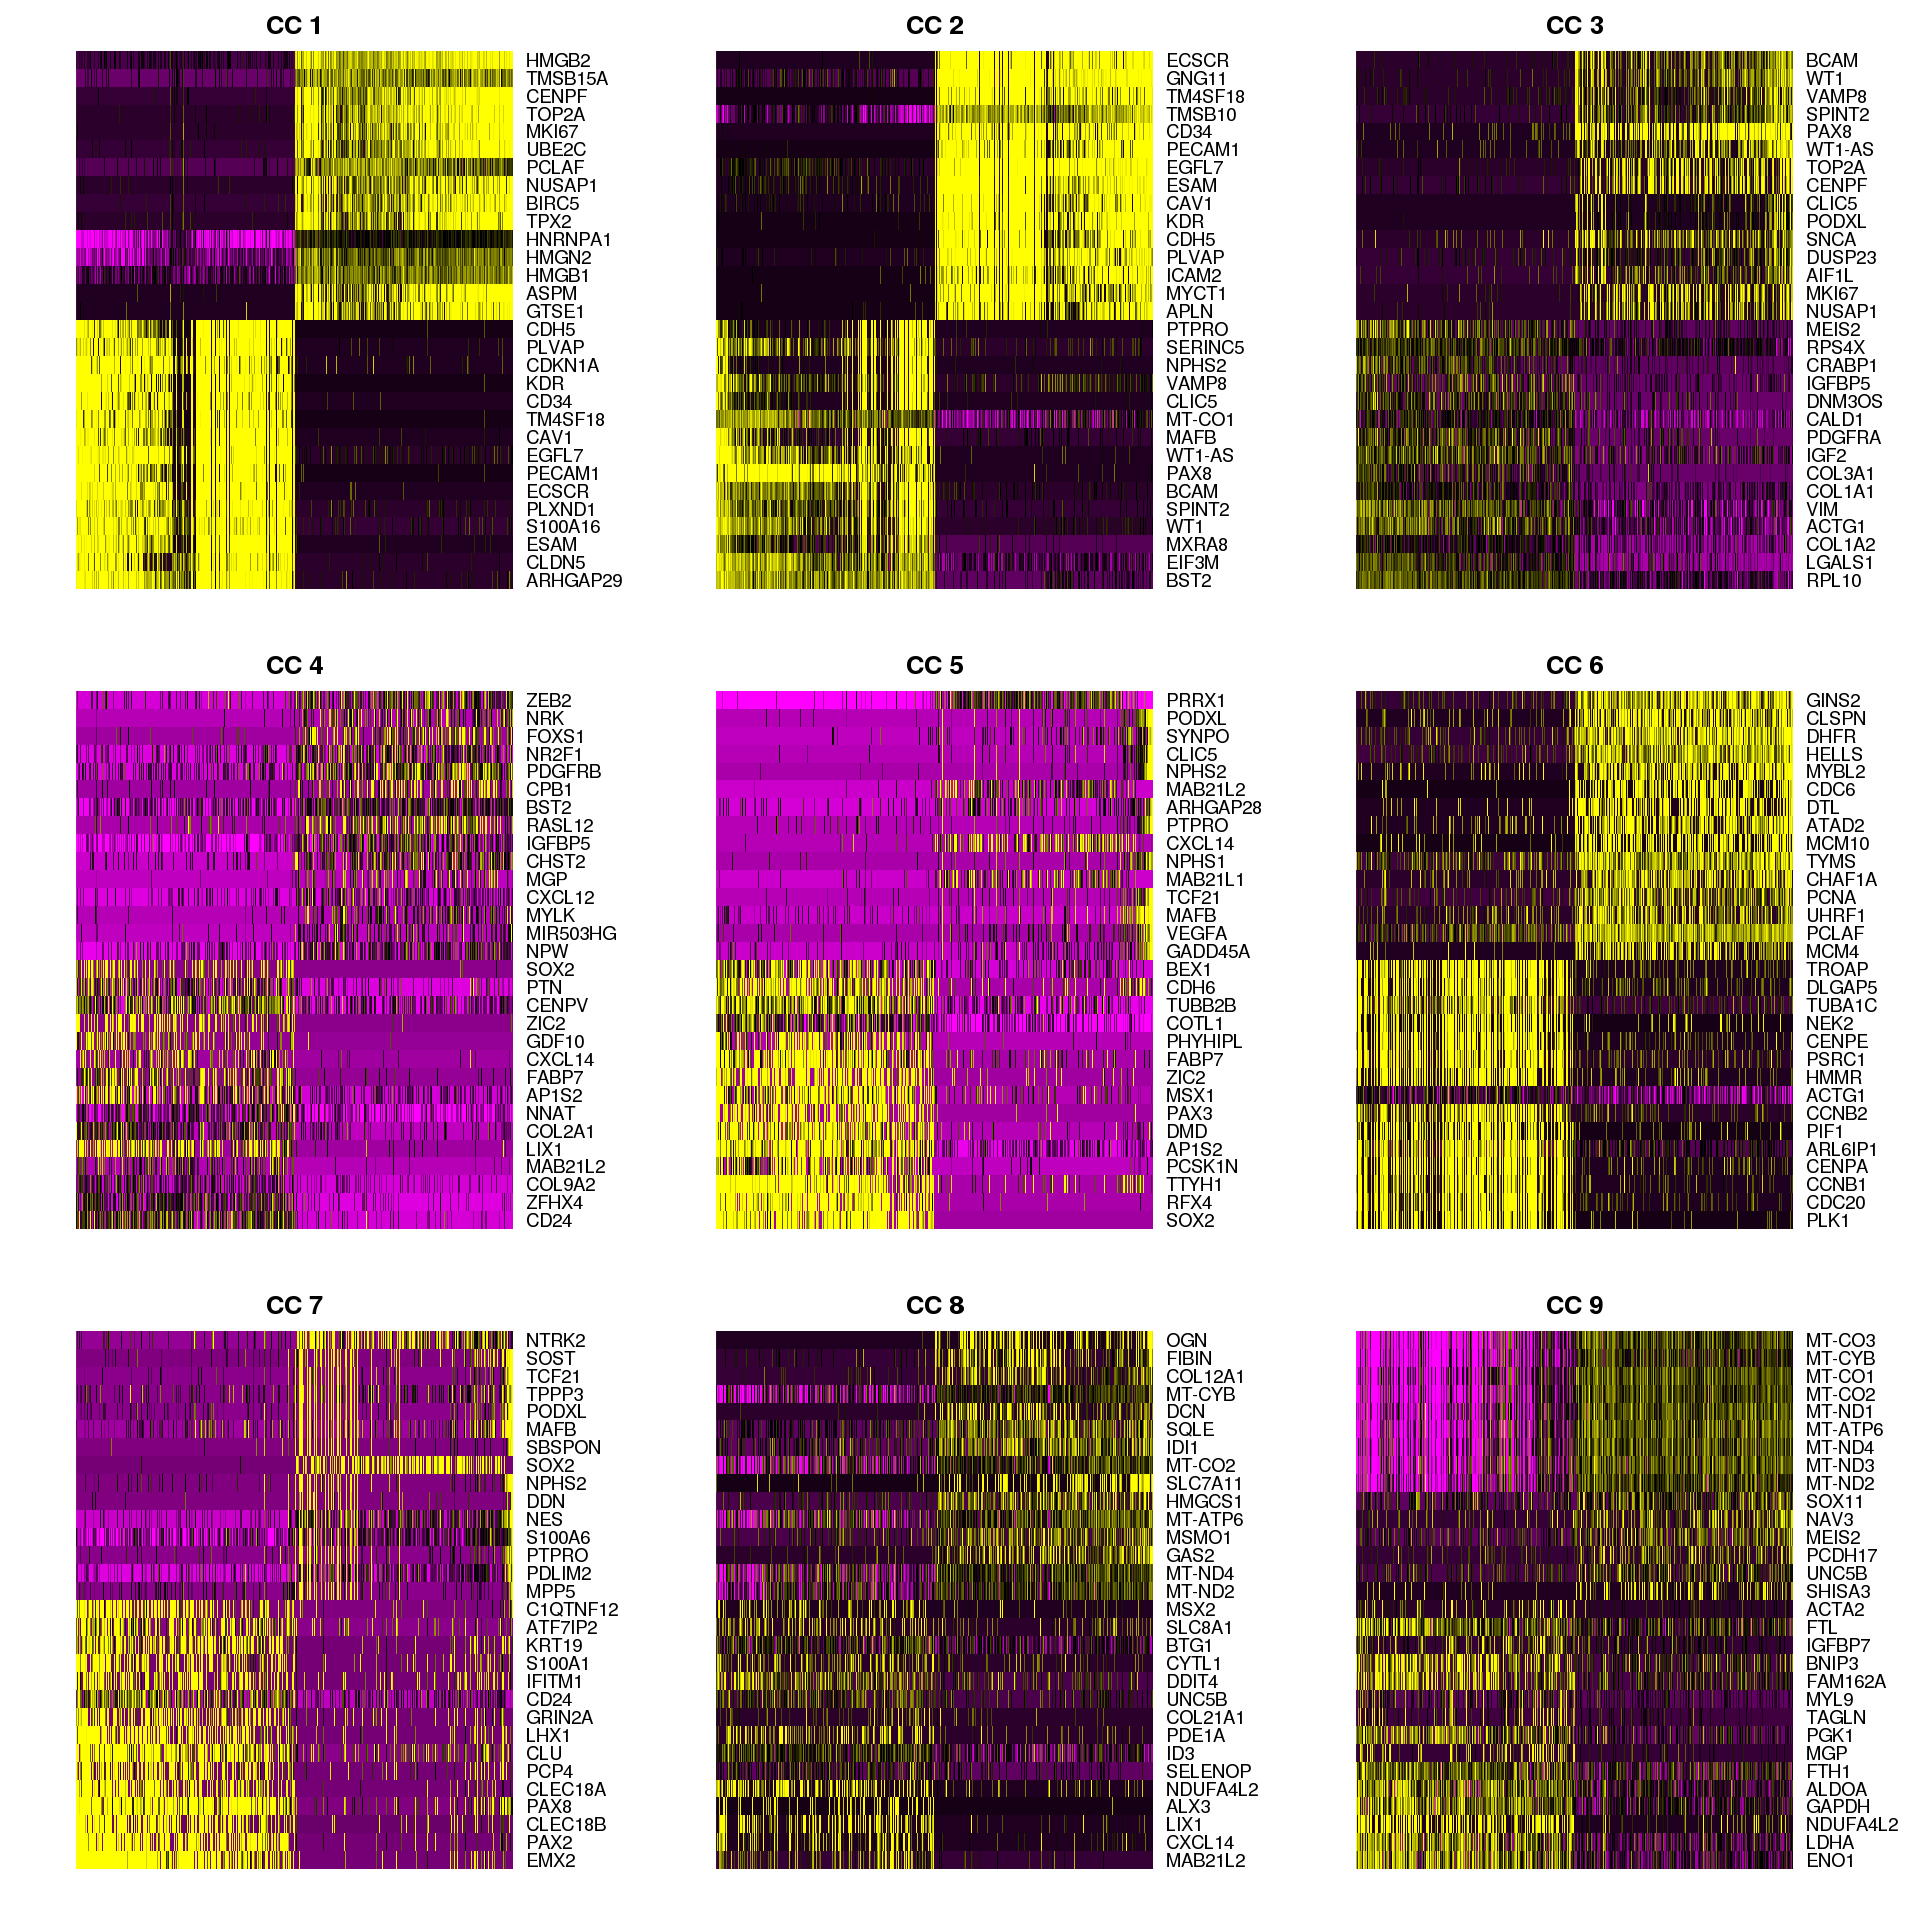 CC 1
HMGB2
TMSB15A
CENPF
TOP2A
MKI67
UBE2C
PCLAF
NUSAP1
BIRC5
TPX2
HNRNPA1
HMGN2
HMGB1
ASPM
GTSE1
CDH5
PLVAP
CDKN1A
KDR
CD34
TM4SF18
CAV1
EGFL7
PECAM1
ECSCR
PLXND1
S100A16
ESAM
CLDN5
ARHGAP29
CC 2
ECSCR
GNG11
TM4SF18
TMSB10
CD34
PECAM1
EGFL7
ESAM
CAV1
KDR
CDH5
PLVAP
ICAM2
MYCT1
APLN
PTPRO
SERINC5
NPHS2
VAMP8
CLIC5
MT-CO1
MAFB
WT1-AS
PAX8
BCAM
SPINT2
WT1
MXRA8
EIF3M
BST2
CC 3
BCAM
WT1
VAMP8
SPINT2
PAX8
WT1-AS
TOP2A
CENPF
CLIC5
PODXL
SNCA
DUSP23
AIF1L
MKI67
NUSAP1
MEIS2
RPS4X
CRABP1
IGFBP5
DNM3OS
CALD1
PDGFRA
IGF2
COL3A1
COL1A1
VIM
ACTG1
COL1A2
LGALS1
RPL10
CC 4
ZEB2
NRK
FOXS1
NR2F1
PDGFRB
CPB1
BST2
RASL12
IGFBP5
CHST2
MGP
CXCL12
MYLK
MIR503HG
NPW
SOX2
PTN
CENPV
ZIC2
GDF10
CXCL14
FABP7
AP1S2
NNAT
COL2A1
LIX1
MAB21L2
COL9A2
ZFHX4
CD24
CC 5
PRRX1
PODXL
SYNPO
CLIC5
NPHS2
MAB21L2
ARHGAP28
PTPRO
CXCL14
NPHS1
MAB21L1
TCF21
MAFB
VEGFA
GADD45A
BEX1
CDH6
TUBB2B
COTL1
PHYHIPL
FABP7
ZIC2
MSX1
PAX3
DMD
AP1S2
PCSK1N
TTYH1
RFX4
SOX2
CC 6
GINS2
CLSPN
DHFR
HELLS
MYBL2
CDC6
DTL
ATAD2
MCM10
TYMS
CHAF1A
PCNA
UHRF1
PCLAF
MCM4
TROAP
DLGAP5
TUBA1C
NEK2
CENPE
PSRC1
HMMR
ACTG1
CCNB2
PIF1
ARL6IP1
CENPA
CCNB1
CDC20
PLK1
CC 7
NTRK2
SOST
TCF21
TPPP3
PODXL
MAFB
SBSPON
SOX2
NPHS2
DDN
NES
S100A6
PTPRO
PDLIM2
MPP5
C1QTNF12
ATF7IP2
KRT19
S100A1
IFITM1
CD24
GRIN2A
LHX1
CLU
PCP4
CLEC18A
PAX8
CLEC18B
PAX2
EMX2
CC 8
OGN
FIBIN
COL12A1
MT-CYB
DCN
SQLE
IDI1
MT-CO2
SLC7A11
HMGCS1
MT-ATP6
MSMO1
GAS2
MT-ND4
MT-ND2
MSX2
SLC8A1
BTG1
CYTL1
DDIT4
UNC5B
COL21A1
PDE1A
ID3
SELENOP
NDUFA4L2
ALX3
LIX1
CXCL14
MAB21L2
CC 9
MT-CO3
MT-CYB
MT-CO1
MT-CO2
MT-ND1
MT-ATP6
MT-ND4
MT-ND3
MT-ND2
SOX11
NAV3
MEIS2
PCDH17
UNC5B
SHISA3
ACTA2
FTL
IGFBP7
BNIP3
FAM162A
MYL9
TAGLN
PGK1
MGP
FTH1
ALDOA
GAPDH
NDUFA4L2
LDHA
ENO1